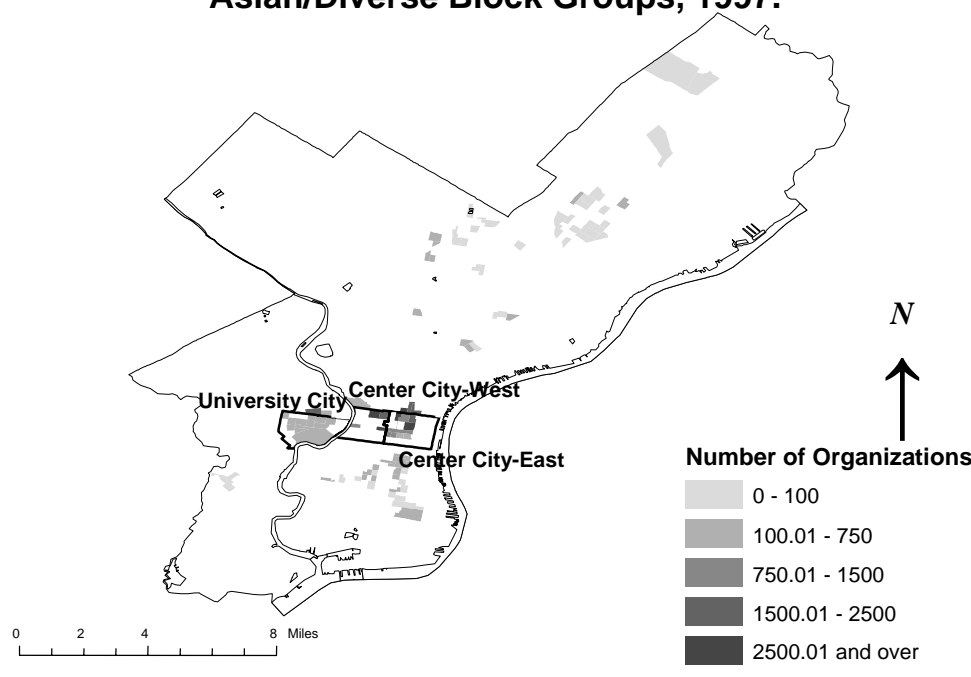 Asian/Diverse Block Groups, 1997.
N
Center City-West
University City
Center City-East
Number of Organizations
0 - 100
100.01 - 750
750.01 - 1500
1500.01 - 2500
2500.01 and over
0 2 4 8 Miles